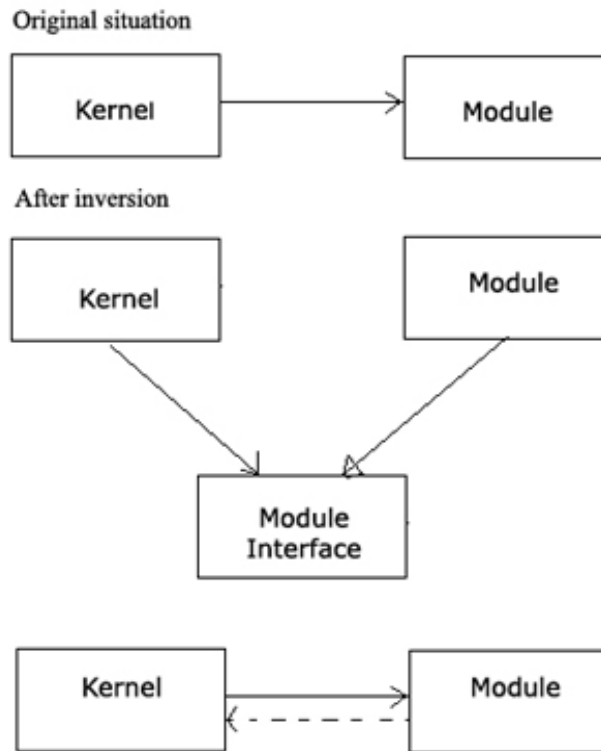 Original situation
Kernel
Module
After inversion
Kernel
Module
Module
Interface
Kernel
Module